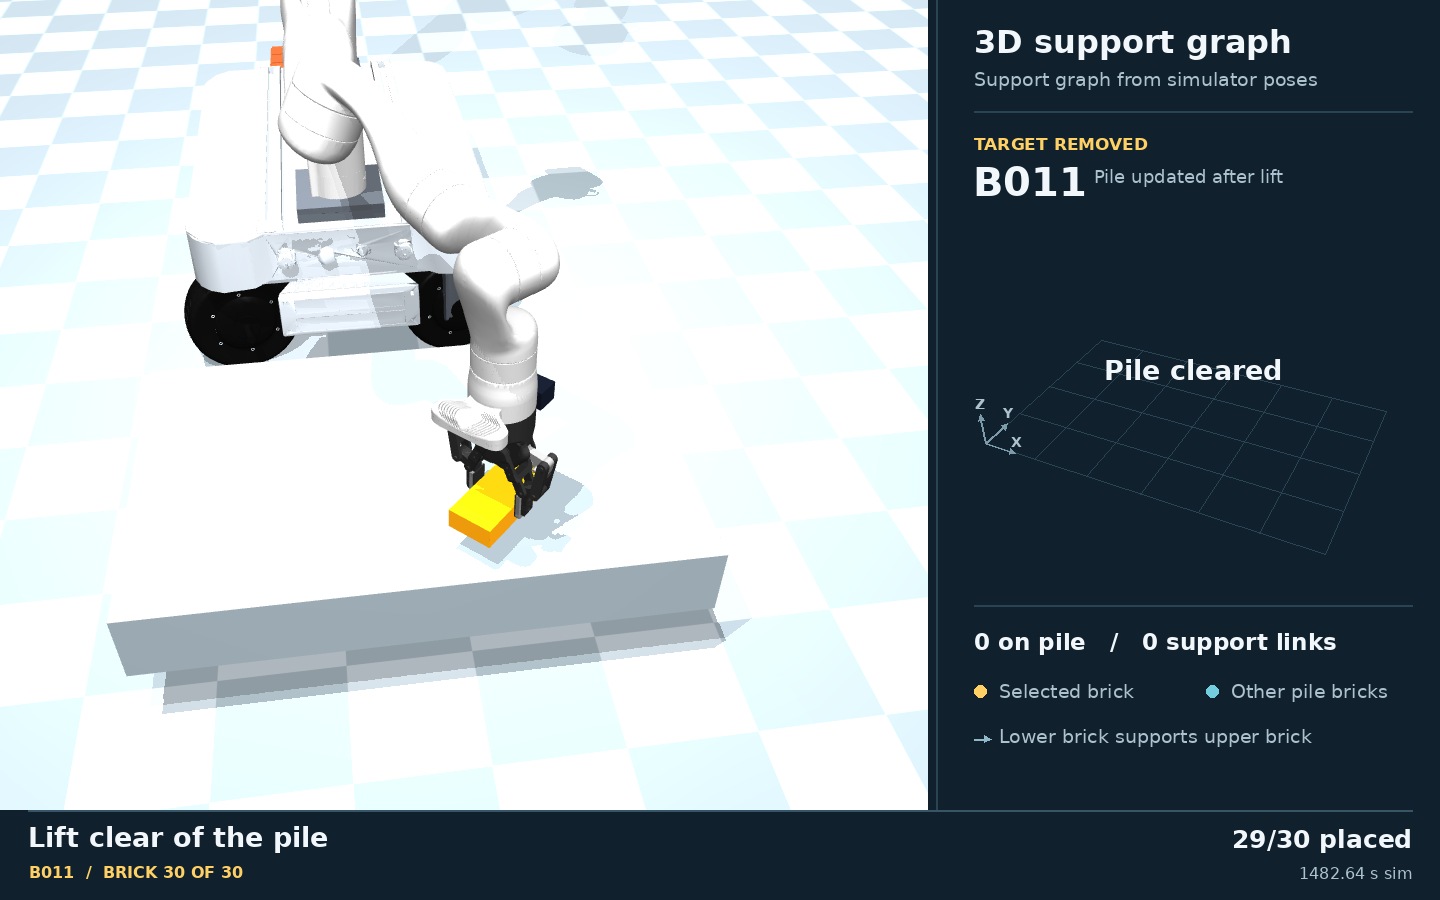 3D support graph
Support graph from simulator poses
TARGET REMOVED
B011 Pile updated after lift
Pile cleared
Z
Y
X
0 on pile / 0 support links
Selected brick
Other pile bricks
Lower brick supports upper brick
Lift clear of the pile
29/30 placed
B011 / BRICK 30 OF 30
1482.64 s sim